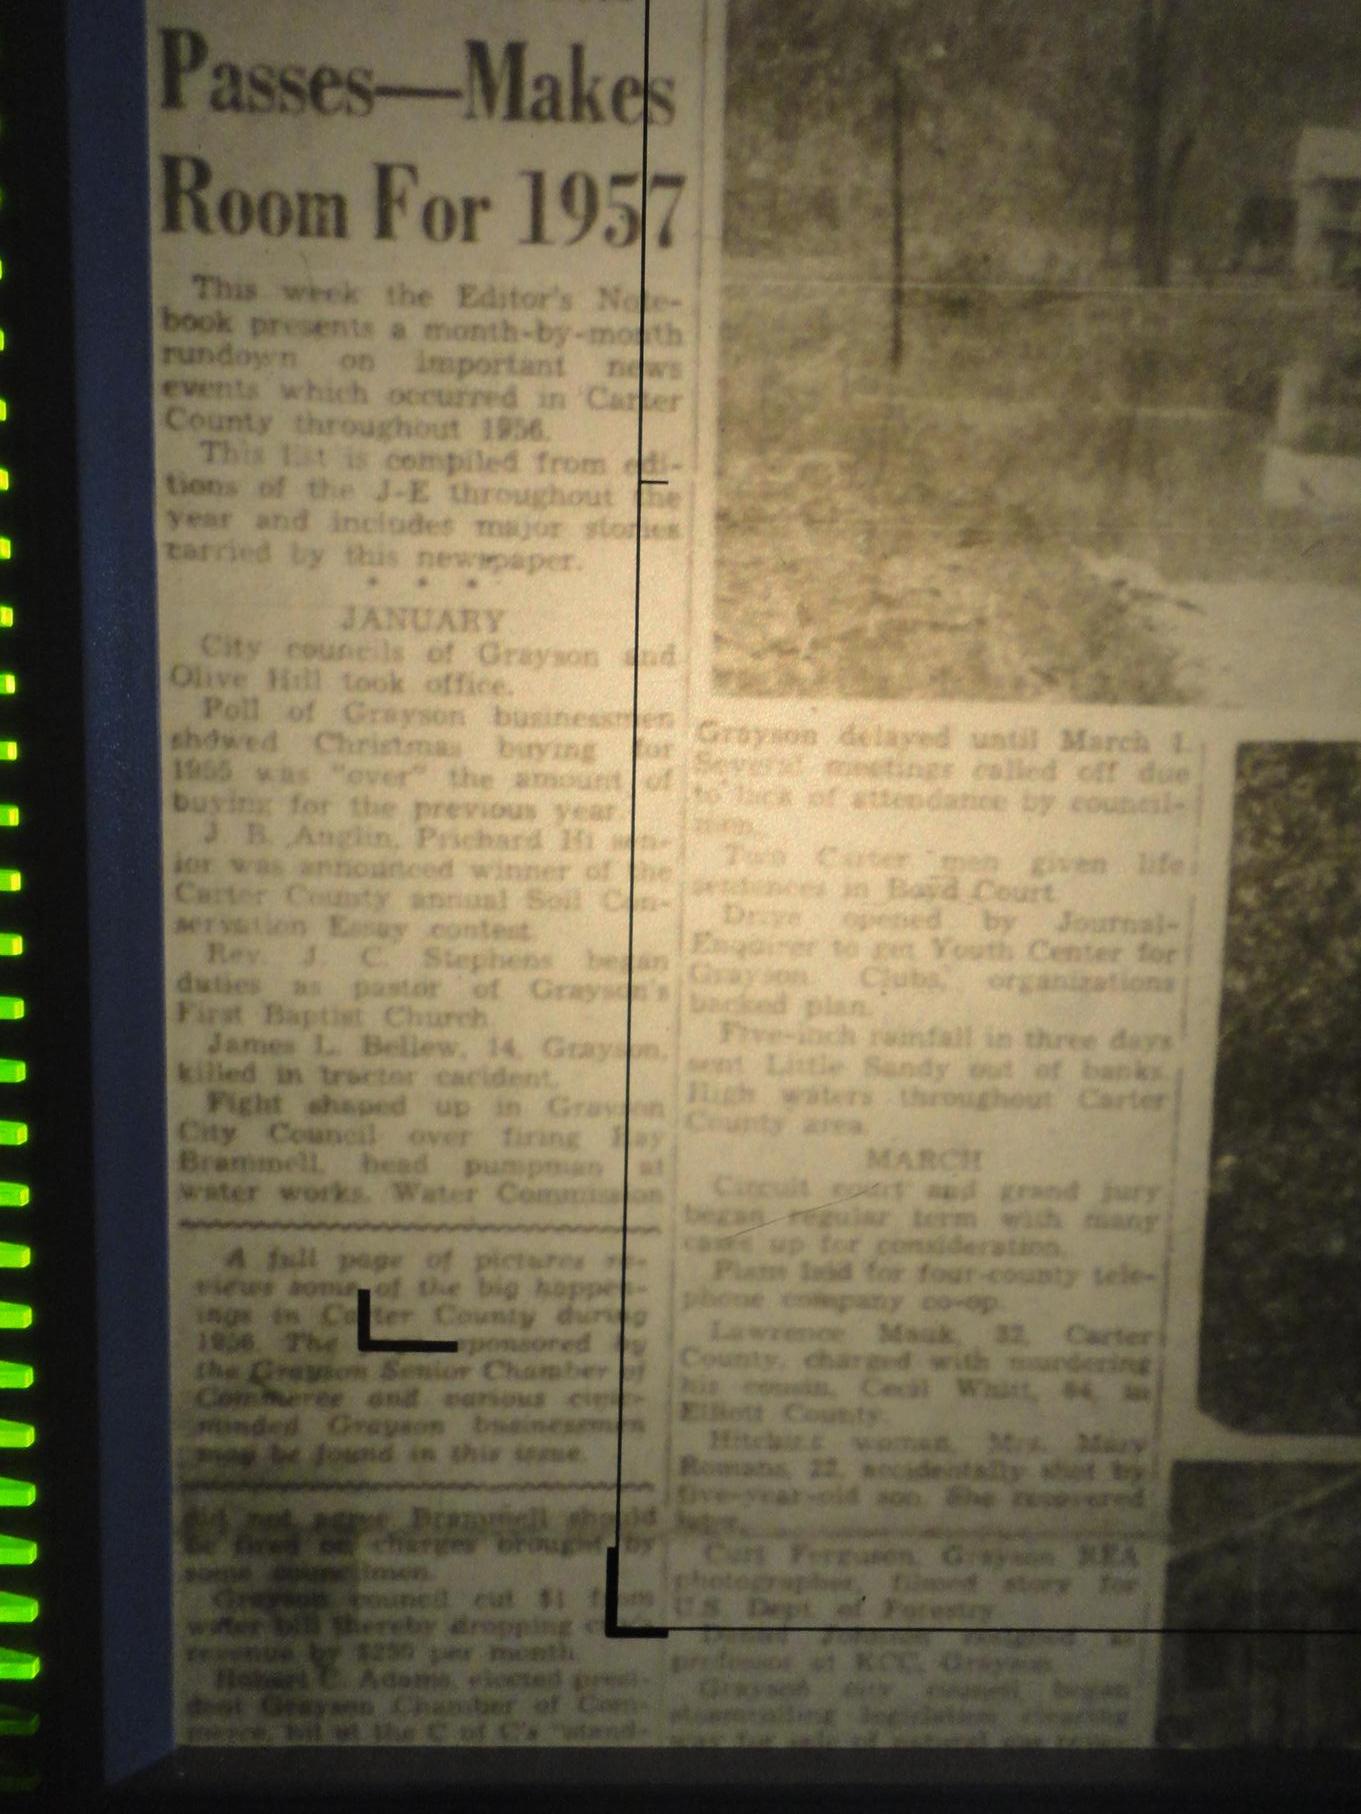 Passes—Makes
Room For 1957
This week the Editor's Note-
book presents a month-by-month
rundown on important news
events which occurred in Carter
County throughout 1956.
This list is compiled from edi-
tions of the J-E throughout the
year and includes major stories
carried by this newspaper.
* * *
JANUARY
City councils of Grayson and
Olive Hill took office.
Poll of Grayson businessmen
showed Christmas buying for
1955 was "over" the amount of
buying for the previous year.
J. B. Anglin, Prichard Hi sen-
ior was announced winner of the
Carter County annual Soil Con-
servation Essay contest.
Rev. J. C. Stephens began
duties as pastor of Grayson's
First Baptist Church.
James L. Bellew, 14, Grayson,
killed in tractor cacident.
Fight shaped up in Grayson
City Council over firing Ray
Brammell, head pumpman at
water works. Water Commission
A full page of pictures re-
views some of the big happen-
ings in Carter County during
1956. The sponsored by
the Grayson Senior Chamber of
Commerce and various civic-
minded Grayson businessmen
may be found in this issue.
did not agree Brammell should
be fired on charges brought by
some councilmen.
Grayson council cut $1 from
water bill thereby dropping
revenue by $250 per month.
Hobart C. Adams, elected presi-
dent Grayson Chamber of Com-
merce, hit at the C of C's "stand-
Grayson delayed until March 1.
Several meetings called off due
to lack of attendance by council-
men.
Two Carter men given life
sentences in Boyd Court.
Drive opened by Journal-
Enquirer to get Youth Center for
Grayson. Clubs, organizations
backed plan.
Five-inch rainfall in three days
sent Little Sandy out of banks.
High waters throughout Carter
County area.
MARCH
Circuit court and grand jury
began regular term with many
cases up for consideration.
Plans laid for four-county tele-
phone company co-op.
Lawrence Mauk, 32, Carter
County, charged with murdering
his cousin, Cecil Whitt, in
Elliott County.
Hitchins woman, Mrs. Mary
Romans, 22, accidentally shot by
five-year-old son. She recovered
later.
Curt Ferguson, Grayson REA
photographer, filmed story for
U.S. Dept. of Forestry.
Johnson resigned as
professor at KCC, Grayson.
Grayson city council began
legislation clearing
way for sale of natural gas